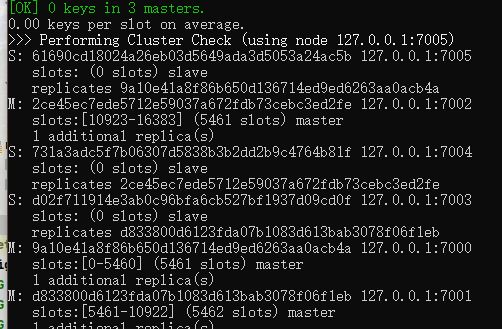 [OK] 0 keys in 3 masters.
0.00 keys per slot on average.
>>> Performing Cluster Check (using node 127.0.0.1:7005)
S: 61690cd18024a26eb03d5649ada3d5053a24ac5b 127.0.0.1:7005
slots: (0 slots) slave
replicates 9a10e41a8f86b650d136714ed9ed6263aa0acb4a
M: 2ce45ec7ede5712e59037a672fdb73cebc3ed2fe 127.0.0.1:7002
slots:[10923-16383] (5461 slots) master
1 additional replica(s)
S: 731a3adc5f7b06307d5838b3b2dd2b9c4764b81f 127.0.0.1:7004
slots: (0 slots) slave
replicates 2ce45ec7ede5712e59037a672fdb73cebc3ed2fe
S: d02f711914e3ab0c96bfa6cb527bf1937d09cd0f 127.0.0.1:7003
slots: (0 slots) slave
replicates d833800d6123fda07b1083d613bab3078f06f1eb
M: 9a10e41a8f86b650d136714ed9ed6263aa0acb4a 127.0.0.1:7000
slots:[0-5460] (5461 slots) master
1 additional replica(s)
M: d833800d6123fda07b1083d613bab3078f06f1eb 127.0.0.1:7001
slots:[5461-10922] (5462 slots) master
1 additional replica(s)